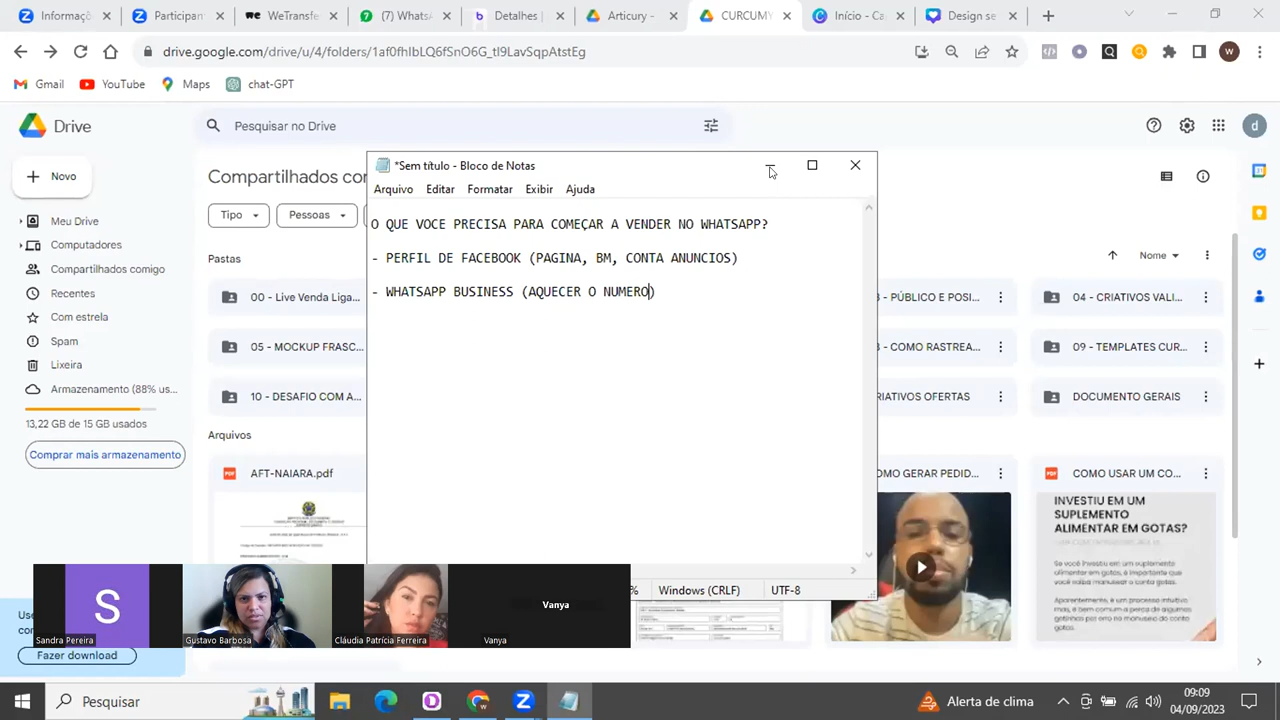 Informaçõ
Participant
WeTransfe
(7) WhatsA
Detalhes |
Articury -
CURCUMY
Início - Ca
Design se
drive.google.com/drive/u/4/folders/1af0fhIbLQ6fSnO6G_tI9LavSqpAtstEg
W
Gmail
YouTube
Maps
chat-GPT
Drive
Pesquisar no Drive
d
Novo
Meu Drive
Computadores
Compartilhados comigo
Recentes
Com estrela
Spam
Lixeira
Armazenamento (88% us...
13,22 GB de 15 GB usados
Comprar mais armazenamento
Compartilhados co
Tipo
Pessoas
Pastas
Nome
00 - Live Venda Liga...
- PÚBLICO E POSI...
04 - CRIATIVOS VALI...
05 - MOCKUP FRASC...
- COMO RASTREA...
09 - TEMPLATES CUR...
10 - DESAFIO COM A...
RIATIVOS OFERTAS
DOCUMENTO GERAIS
Arquivos
AFT-NAIARA.pdf
OMO GERAR PEDID...
COMO USAR UM CO...
INVESTIU EM UM
SUPLEMENTO
ALIMENTAR EM GOTAS?
*Sem título - Bloco de Notas
Arquivo Editar Formatar Exibir Ajuda
O QUE VOCE PRECISA PARA COMEÇAR A VENDER NO WHATSAPP?
- PERFIL DE FACEBOOK (PAGINA, BM, CONTA ANUNCIOS)
- WHATSAPP BUSINESS (AQUECER O NUMERO)
% Windows (CRLF) UTF-8
S
Sandra Pereira
Gustavo Barbosa
Cláudia Patrícia Ferreira
Vanya
Vanya
Fazer download
Pesquisar
Alerta de clima
09:09
04/09/2023